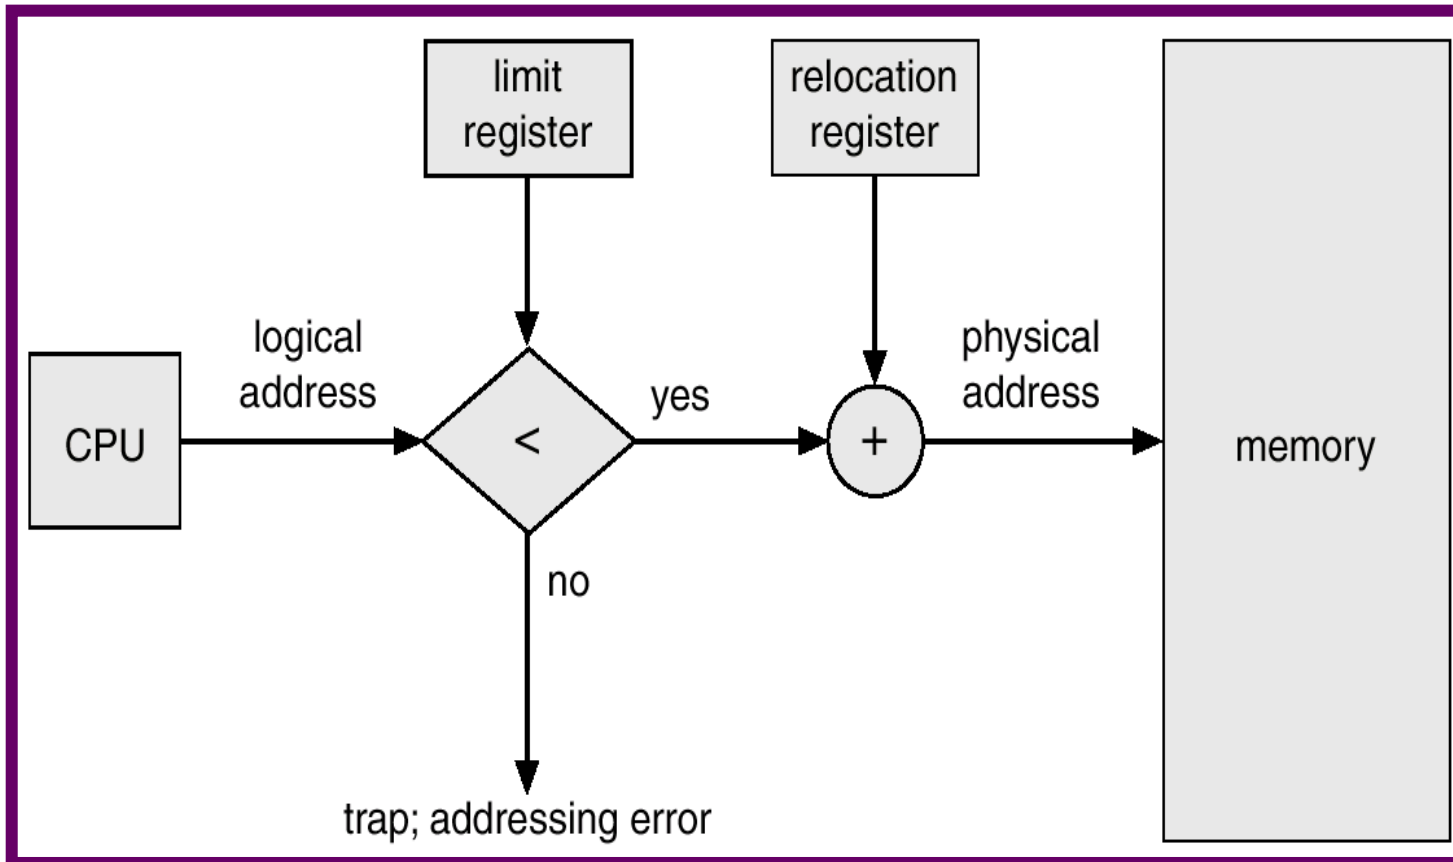 limit
register
relocation
register
logical
address
yes
physical
address
CPU
<
+
memory
no
trap; addressing error